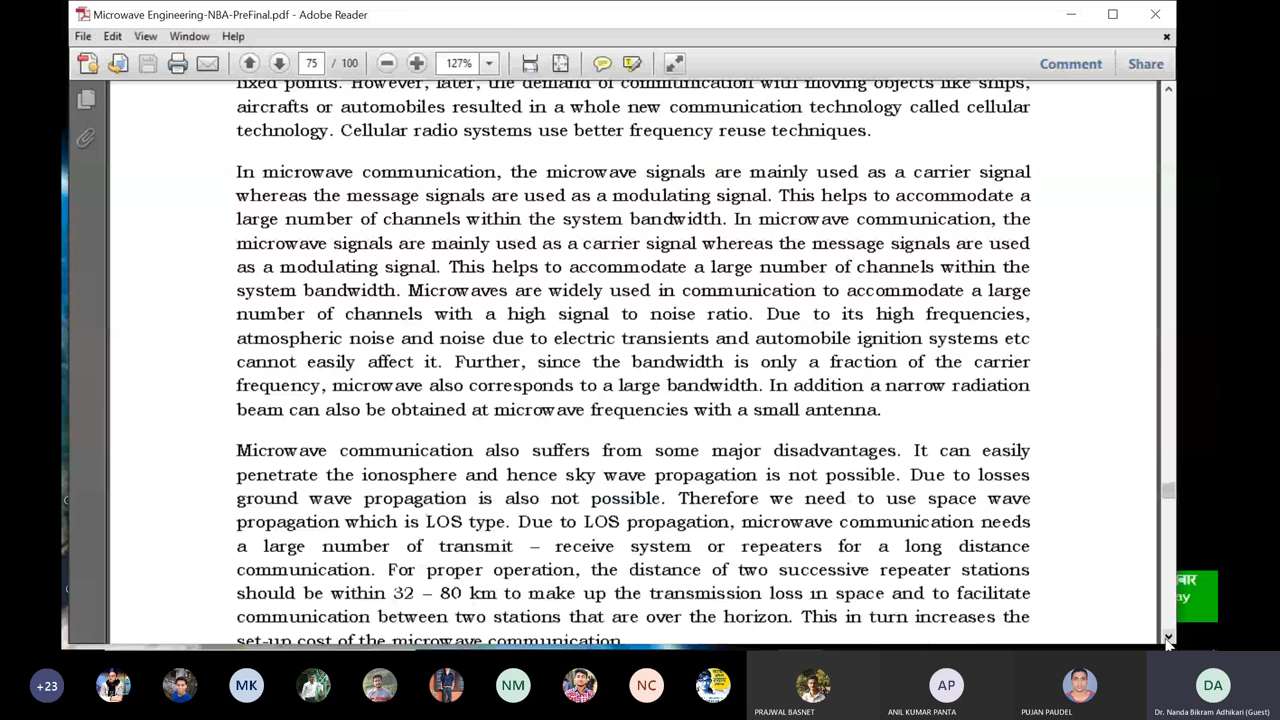 Microwave Engineering-NBA-PreFinal.pdf - Adobe Reader
File Edit View Window Help
75 / 100 127% Comment Share
fixed points. However, later, the demand of communication with moving objects like ships,
aircrafts or automobiles resulted in a whole new communication technology called cellular
technology. Cellular radio systems use better frequency reuse techniques.
In microwave communication, the microwave signals are mainly used as a carrier signal
whereas the message signals are used as a modulating signal. This helps to accommodate a
large number of channels within the system bandwidth. In microwave communication, the
microwave signals are mainly used as a carrier signal whereas the message signals are used
as a modulating signal. This helps to accommodate a large number of channels within the
system bandwidth. Microwaves are widely used in communication to accommodate a large
number of channels with a high signal to noise ratio. Due to its high frequencies,
atmospheric noise and noise due to electric transients and automobile ignition systems etc
cannot easily affect it. Further, since the bandwidth is only a fraction of the carrier
frequency, microwave also corresponds to a large bandwidth. In addition a narrow radiation
beam can also be obtained at microwave frequencies with a small antenna.
Microwave communication also suffers from some major disadvantages. It can easily
penetrate the ionosphere and hence sky wave propagation is not possible. Due to losses
ground wave propagation is also not possible. Therefore we need to use space wave
propagation which is LOS type. Due to LOS propagation, microwave communication needs
a large number of transmit – receive system or repeaters for a long distance
communication. For proper operation, the distance of two successive repeater stations
should be within 32 – 80 km to make up the transmission loss in space and to facilitate
communication between two stations that are over the horizon. This in turn increases the
set-up cost of the microwave communication.
+23 MK NM NC AP DA
PRAJWAL BASNET ANIL KUMAR PANTA PUJAN PAUDEL Dr. Nanda Bikram Adhikari (Guest)